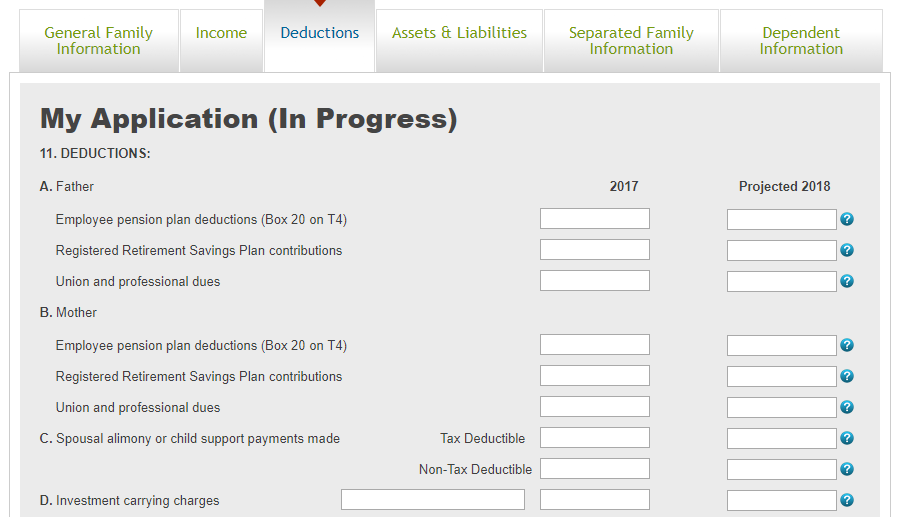 General Family Information
Income
Deductions
Assets & Liabilities
Separated Family Information
Dependent Information
My Application (In Progress)
11. DEDUCTIONS:
A. Father 2017 Projected 2018
Employee pension plan deductions (Box 20 on T4) ?
Registered Retirement Savings Plan contributions ?
Union and professional dues ?
B. Mother
Employee pension plan deductions (Box 20 on T4) ?
Registered Retirement Savings Plan contributions ?
Union and professional dues ?
C. Spousal alimony or child support payments made Tax Deductible ?
Non-Tax Deductible ?
D. Investment carrying charges ?